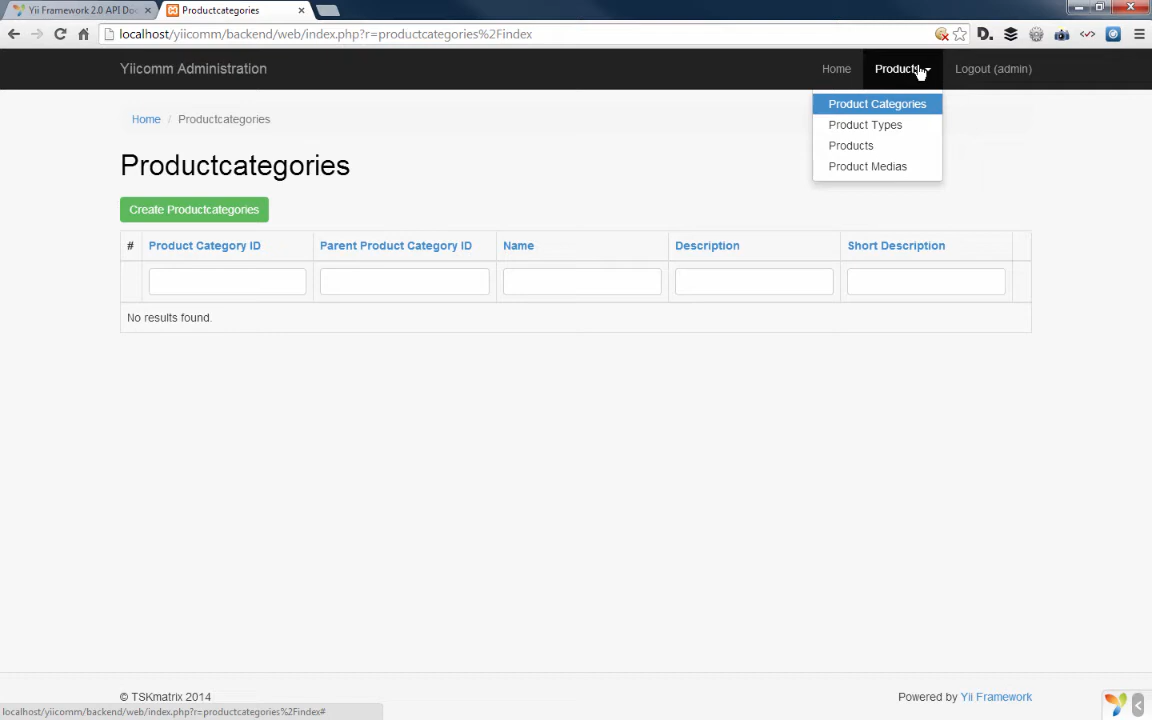 Yii Framework 2.0 API Doc
Productcategories
localhost/yiicomm/backend/web/index.php?r=productcategories%2Findex
Yiicomm Administration
Home
Products
Logout (admin)
Product Categories
Product Types
Products
Product Medias
Home / Productcategories
Productcategories
Create Productcategories
# Product Category ID Parent Product Category ID Name Description Short Description
No results found.
© TSKmatrix 2014
Powered by Yii Framework
localhost/yiicomm/backend/web/index.php?r=productcategories%2Findex#